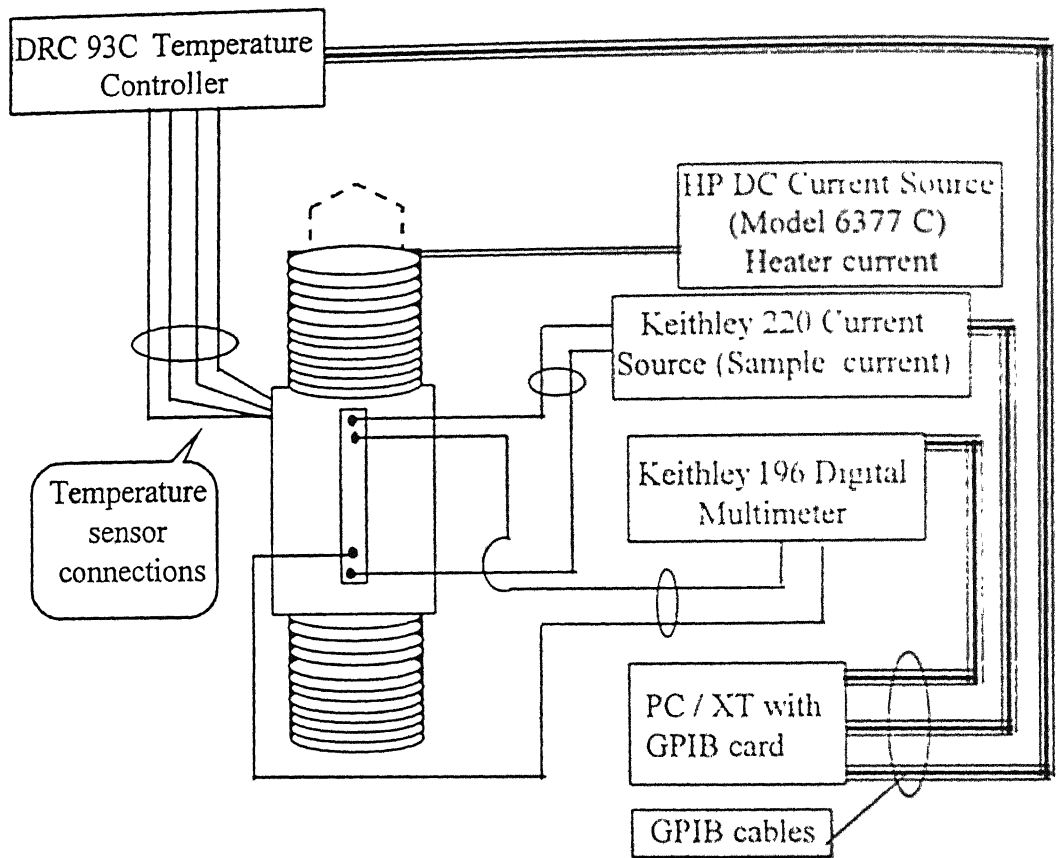 DRC 93C Temperature
Controller
HP DC Current Source
(Model 6377 C)
Heater current
Keithley 220 Current
Source (Sample current)
Keithley 196 Digital
Multimeter
Temperature
sensor
connections
PC / XT with
GPIB card
GPIB cables